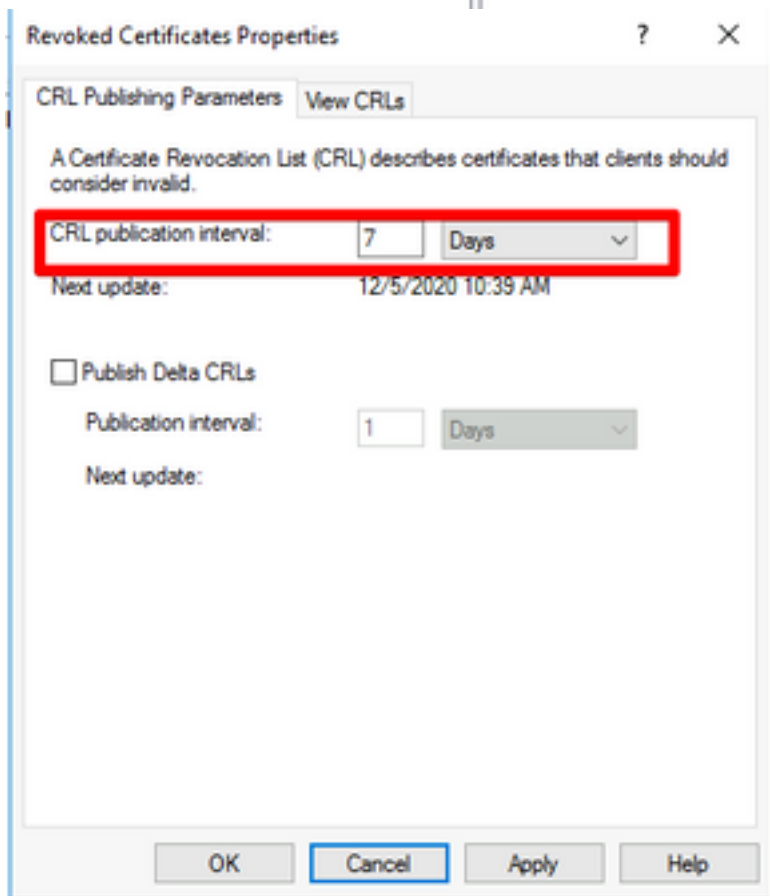 Revoked Certificates Properties ? ×
CRL Publishing Parameters View CRLs
A Certificate Revocation List (CRL) describes certificates that clients should
consider invalid.
CRL publication interval: 7 Days
Next update: 12/5/2020 10:39 AM
Publish Delta CRLs
Publication interval: 1 Days
Next update:
OK Cancel Apply Help